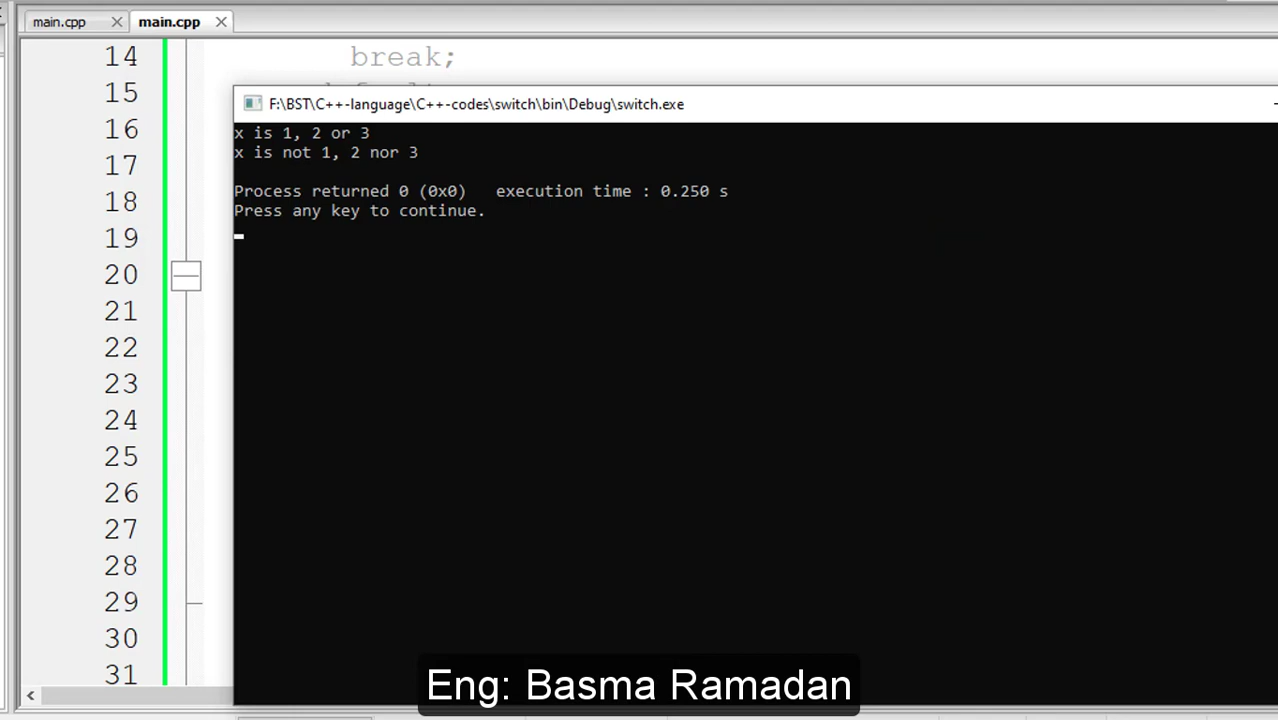 main.cpp
main.cpp
14 break;
15
F:\BST\C++-language\C++-codes\switch\bin\Debug\switch.exe
16
x is 1, 2 or 3
17
x is not 1, 2 nor 3
18
Process returned 0 (0x0)   execution time : 0.250 s
Press any key to continue.
19
20
21
22
23
24
25
26
27
28
29
30
31
Eng: Basma Ramadan